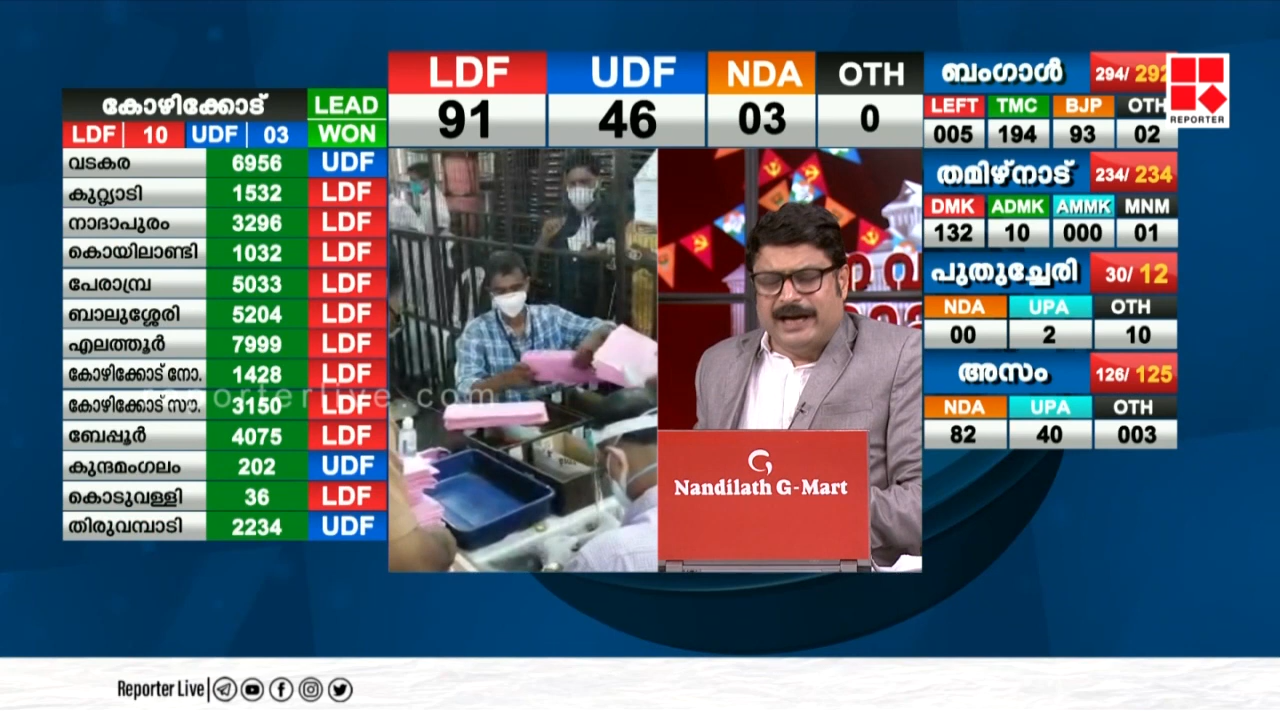 കോഴിക്കോട് LEAD
LDF 10 UDF 03 WON
വടകര 6956 UDF
കുറ്റ്യാടി 1532 LDF
നാദാപുരം 3296 LDF
കൊയിലാണ്ടി 1032 LDF
പേരാമ്പ്ര 5033 LDF
ബാലുശ്ശേരി 5204 LDF
എലത്തൂർ 7999 LDF
കോഴിക്കോട് നോ. 1428 LDF
കോഴിക്കോട് സൗ. 3150 LDF
ബേപ്പൂർ 4075 LDF
കുന്ദമംഗലം 202 UDF
കൊടുവള്ളി 36 LDF
തിരുവമ്പാടി 2234 UDF
LDF UDF NDA OTH
91 46 03 0
reporterlive.com
Nandilath G-Mart
ബംഗാൾ 294/ 292
LEFT TMC BJP OTH
005 194 93 02
തമിഴ്നാട് 234/ 234
DMK ADMK AMMK MNM
132 10 000 01
പുതുച്ചേരി 30/ 12
NDA UPA OTH
00 2 10
അസം 126/ 125
NDA UPA OTH
82 40 003
REPORTER
Reporter Live